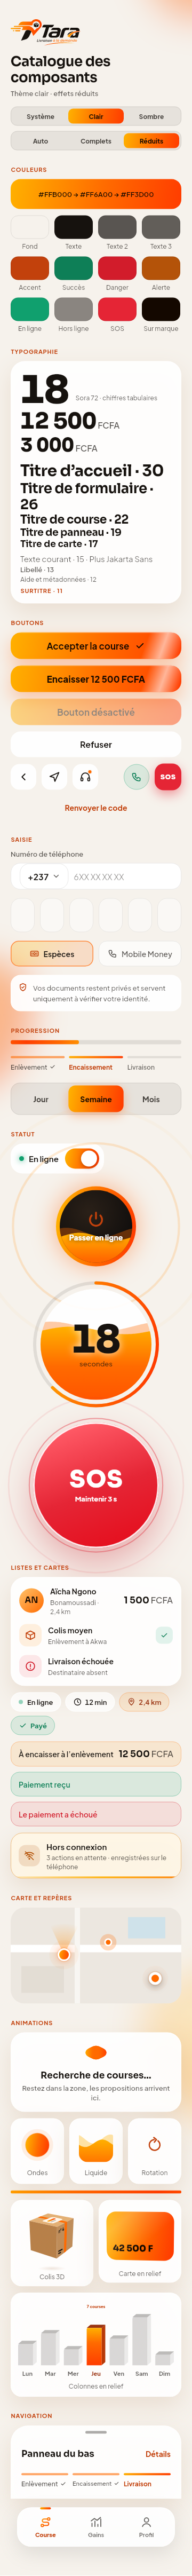 Tara
Livraison à la demande
Catalogue des
composants
Thème clair · effets réduits
Système
Clair
Sombre
Auto
Complets
Réduits
COULEURS
#FFB000 → #FF6A00 → #FF3D00
Fond
Texte
Texte 2
Texte 3
Accent
Succès
Danger
Alerte
En ligne
Hors ligne
SOS
Sur marque
TYPOGRAPHIE
18 Sora 72 · chiffres tabulaires
12 500 FCFA
3 000 FCFA
Titre d'accueil · 30
Titre de formulaire ·
26
Titre de course · 22
Titre de panneau · 19
Titre de carte · 17
Texte courant · 15 · Plus Jakarta Sans
Libellé · 13
Aide et métadonnées · 12
SURTITRE · 11
BOUTONS
Accepter la course
Encaisser 12 500 FCFA
Bouton désactivé
Refuser
SOS
Renvoyer le code
SAISIE
Numéro de téléphone
+237
6XX XX XX XX
Espèces
Mobile Money
Vos documents restent privés et servent
uniquement à vérifier votre identité.
PROGRESSION
Enlèvement
Encaissement
Livraison
Jour
Semaine
Mois
STATUT
En ligne
Passer en ligne
18
secondes
SOS
Maintenir 3 s
LISTES ET CARTES
AN
Aïcha Ngono
Bonamoussadi ·
2,4 km
1 500 FCFA
Colis moyen
Enlèvement à Akwa
Livraison échouée
Destinataire absent
En ligne
12 min
2,4 km
Payé
À encaisser à l'enlèvement 12 500 FCFA
Paiement reçu
Le paiement a échoué
Hors connexion
3 actions en attente · enregistrées sur le
téléphone
CARTE ET REPÈRES
ANIMATIONS
Recherche de courses…
Restez dans la zone, les propositions arrivent
ici.
Ondes
Liquide
Rotation
Colis 3D
42 500 F
Carte en relief
7 courses
Lun
Mar
Mer
Jeu
Ven
Sam
Dim
Colonnes en relief
NAVIGATION
Panneau du bas
Détails
Enlèvement
Encaissement
Livraison
Course
Gains
Profil